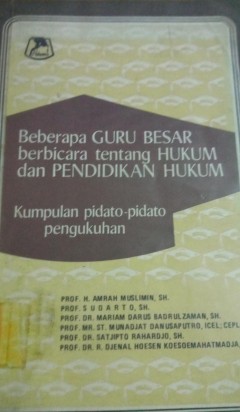 Beberapa GURU BESAR
berbicara tentang HUKUM
dan PENDIDIKAN HUKUM
Kumpulan pidato-pidato
pengukuhan
PROF. H. AMRAH MUSLIMIN, SH.
PROF. SUDARTO, SH.
PROF. DR. MARIAM DARUS BADRULZAMAN, SH.
PROF. MR. ST. MUNADJAT DANUSAPUTRO, ICEL; CEFL
PROF. DR. SATJIPTO RAHARDJO, SH.
PROF. DR. R. DJENAL HOESEN KOESOEMAHATMADJA,